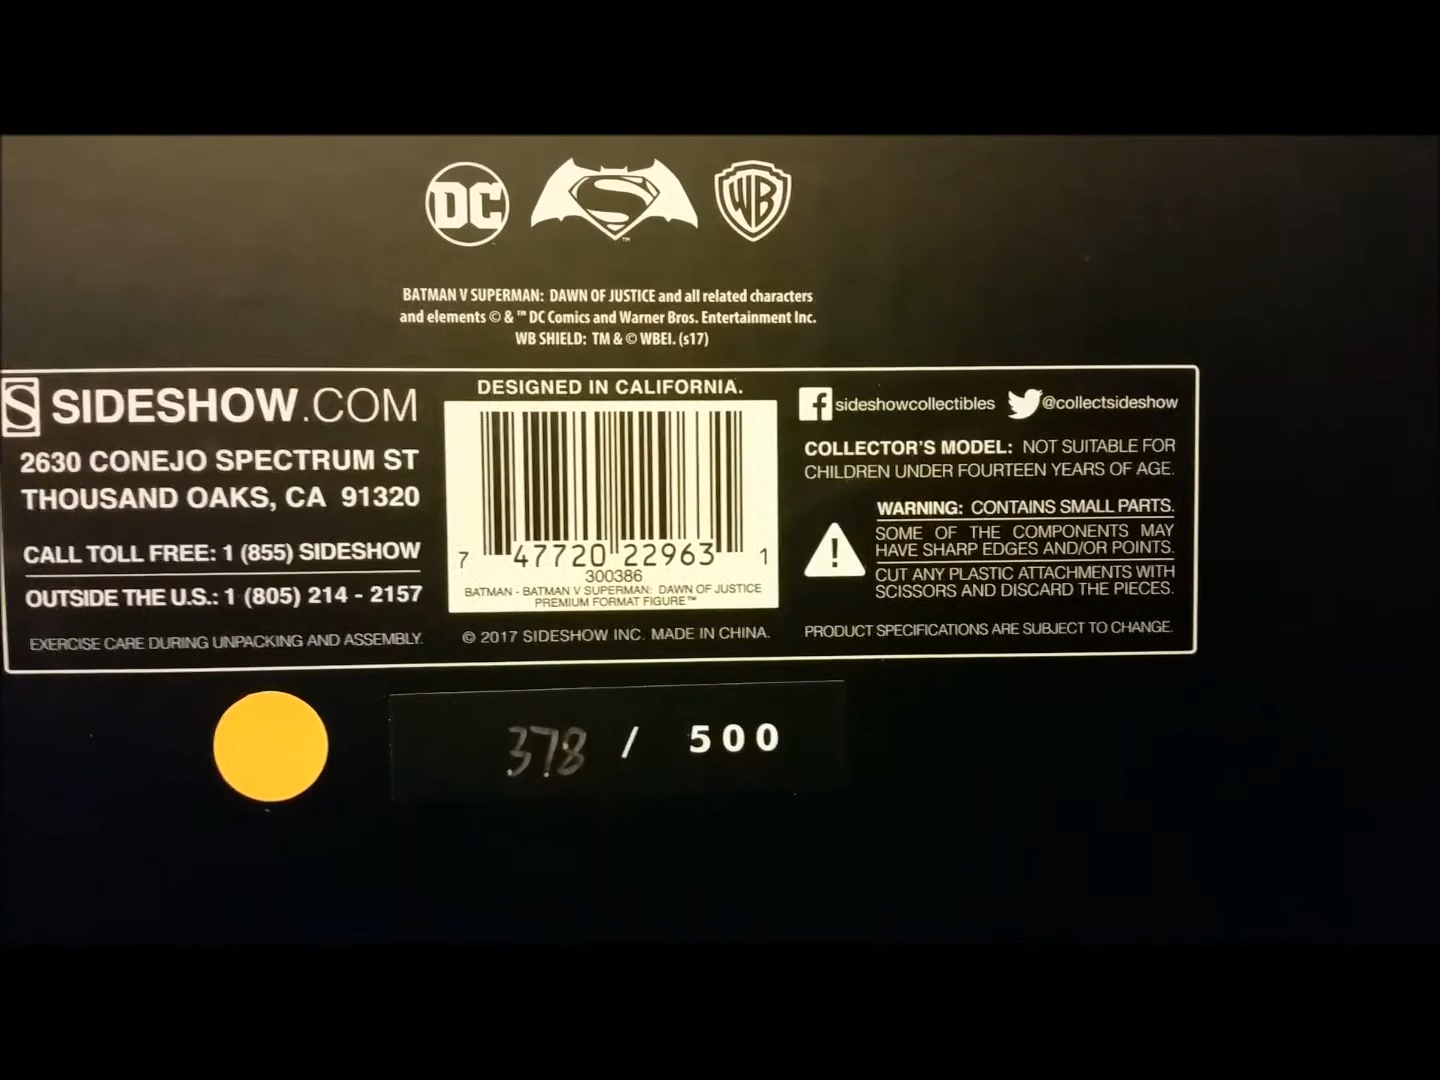 DC
S
™
WB
BATMAN V SUPERMAN: DAWN OF JUSTICE and all related characters
and elements © & ™ DC Comics and Warner Bros. Entertainment Inc.
WB SHIELD: TM & © WBEI. (s17)
S SIDESHOW.COM
2630 CONEJO SPECTRUM ST
THOUSAND OAKS, CA 91320
CALL TOLL FREE: 1 (855) SIDESHOW
OUTSIDE THE U.S.: 1 (805) 214 - 2157
EXERCISE CARE DURING UNPACKING AND ASSEMBLY.
DESIGNED IN CALIFORNIA.
7 47720 22963 1
300386
BATMAN - BATMAN V SUPERMAN: DAWN OF JUSTICE
PREMIUM FORMAT FIGURE™
© 2017 SIDESHOW INC. MADE IN CHINA.
f sideshowcollectibles @collectsideshow
COLLECTOR'S MODEL: NOT SUITABLE FOR
CHILDREN UNDER FOURTEEN YEARS OF AGE.
WARNING: CONTAINS SMALL PARTS.
SOME OF THE COMPONENTS MAY
HAVE SHARP EDGES AND/OR POINTS.
CUT ANY PLASTIC ATTACHMENTS WITH
SCISSORS AND DISCARD THE PIECES.
PRODUCT SPECIFICATIONS ARE SUBJECT TO CHANGE.
378 / 500